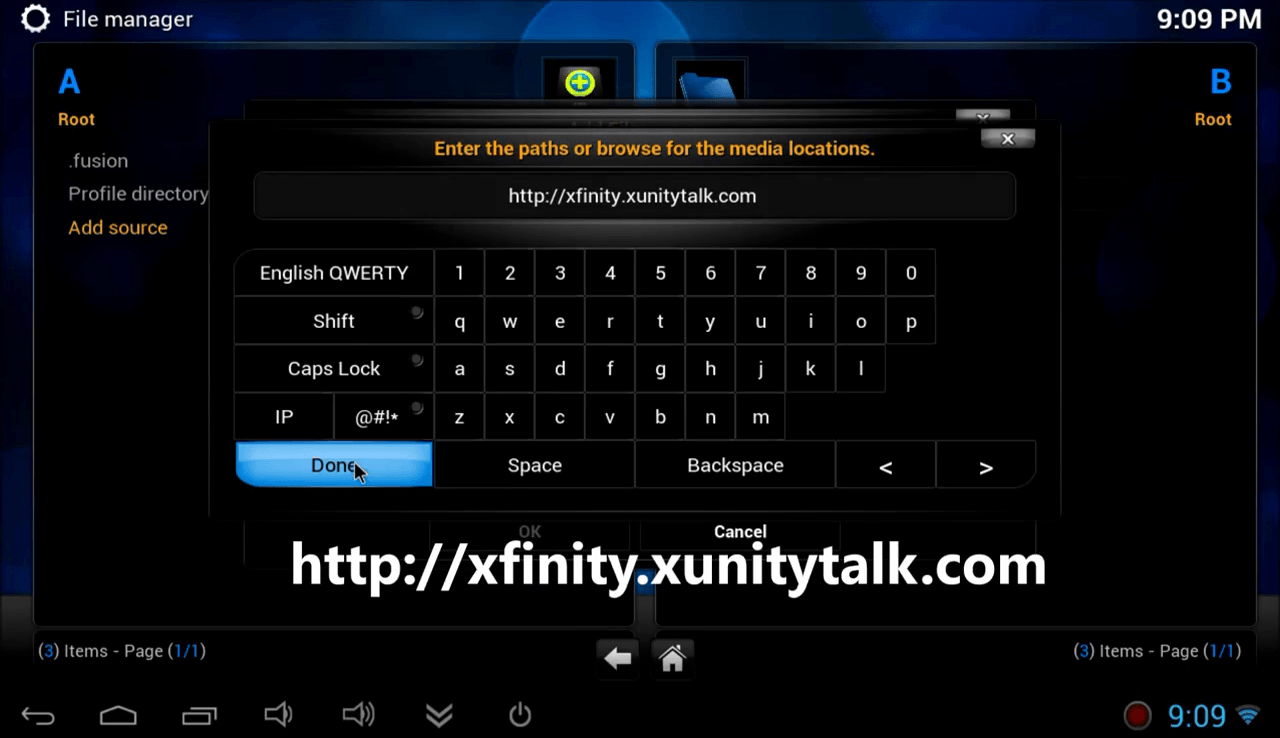 File manager
9:09 PM
A
B
Root
Root
.fusion
Profile directory
Add source
Enter the paths or browse for the media locations.
http://xfinity.xunitytalk.com
English QWERTY 1 2 3 4 5 6 7 8 9 0
Shift q w e r t y u i o p
Caps Lock a s d f g h j k l
IP @#!* z x c v b n m
Done Space Backspace < >
OK Cancel
http://xfinity.xunitytalk.com
(3) Items - Page (1/1)
(3) Items - Page (1/1)
9:09